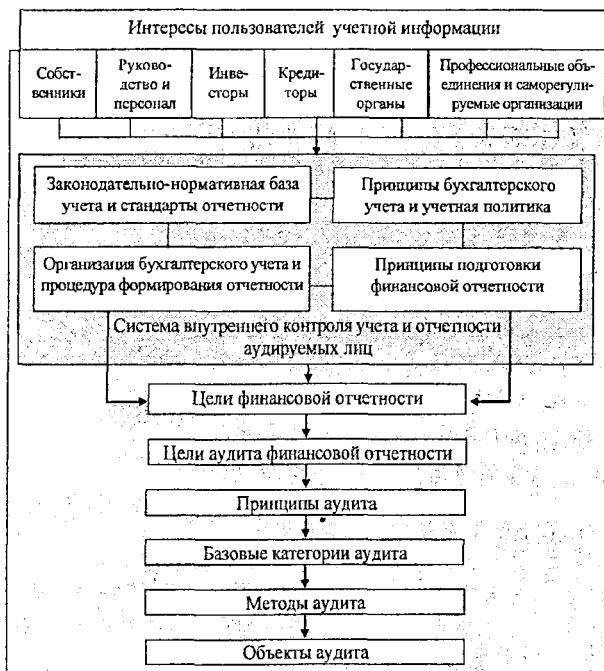 Интересы пользователей учетной информации
Собст-
венники
Руково-
дство и
персонал
Инве-
сторы
Креди-
торы
Государ-
ственные
органы
Профессиональные объ-
единения и саморегули-
руемые организации
Законодательно-нормативная база
учета и стандарты отчетности
Принципы бухгалтерского
учета и учетная политика
Организация бухгалтерского учета и
процедура формирования отчетности
Принципы подготовки
финансовой отчетности
Система внутреннего контроля учета и отчетности
аудируемых лиц
Цели финансовой отчетности
Цели аудита финансовой отчетности
Принципы аудита
Базовые категории аудита
Методы аудита
Объекты аудита